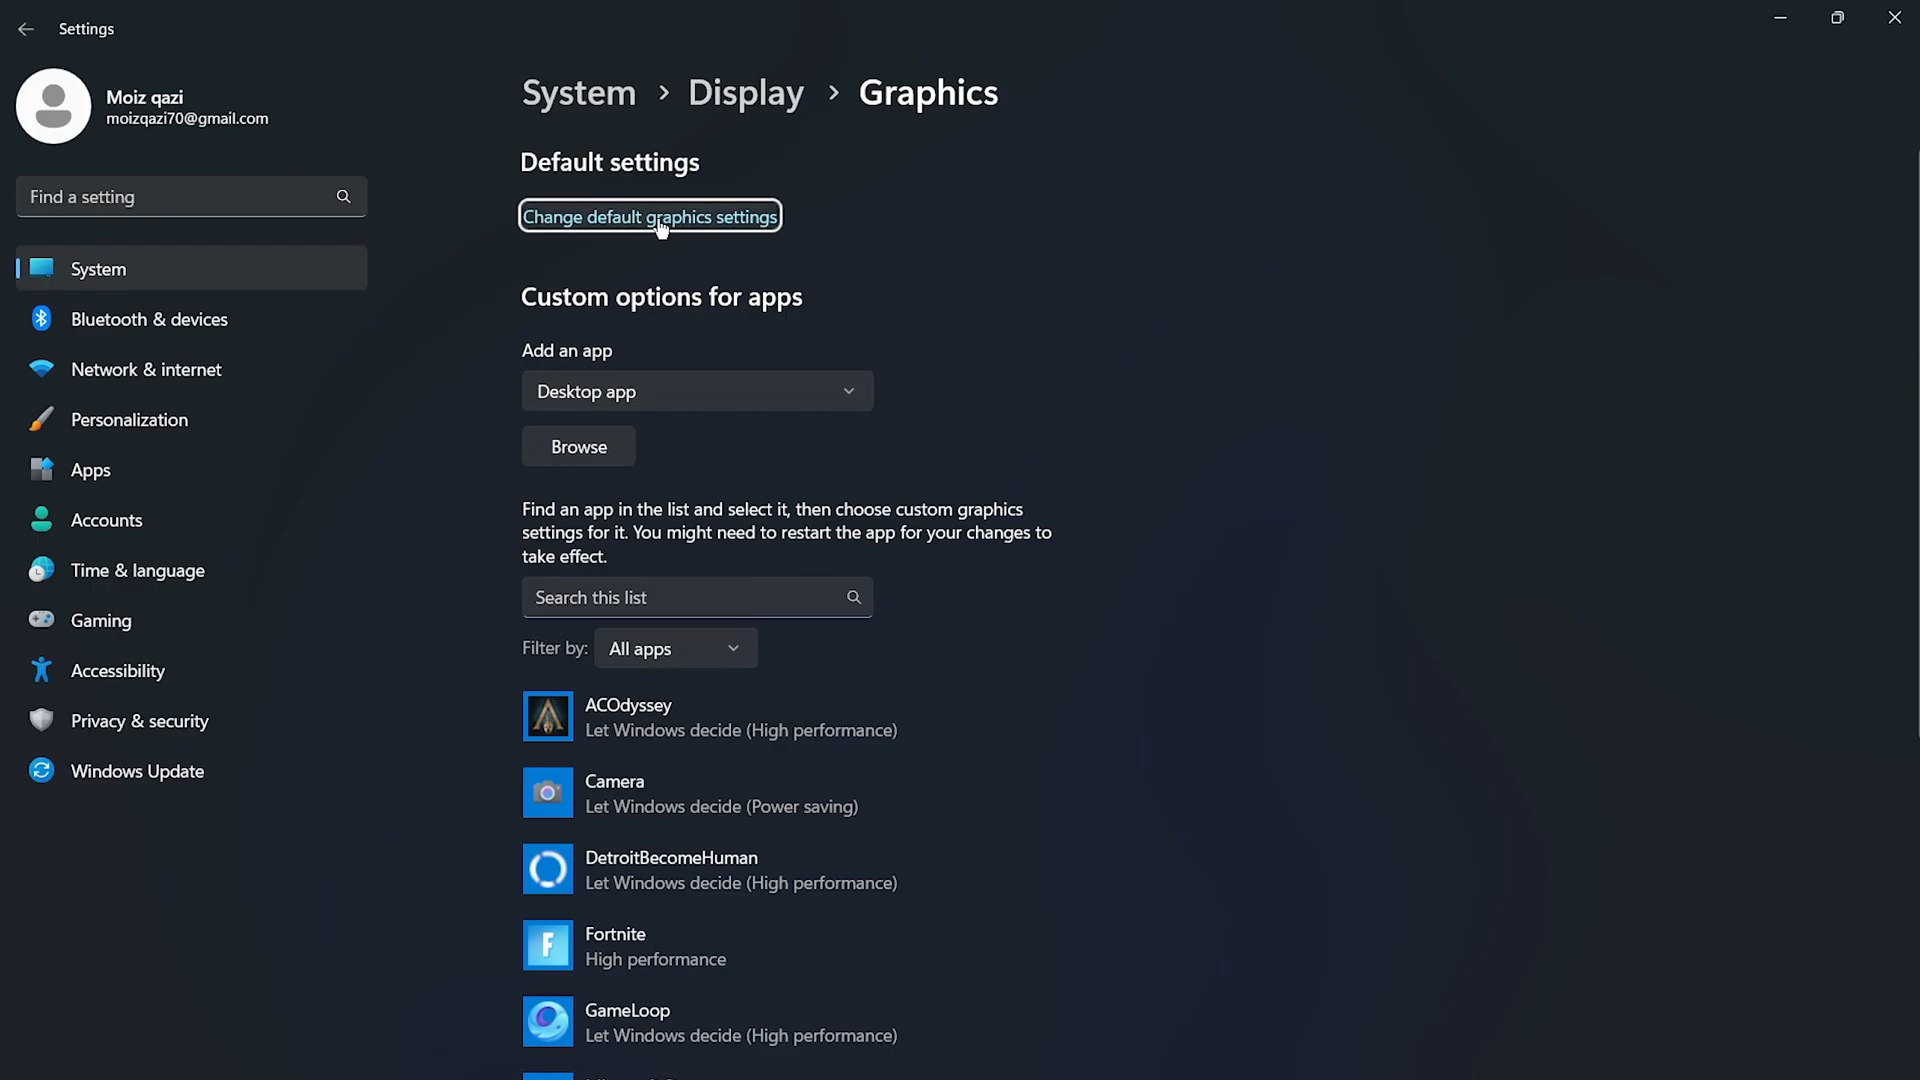 Settings
Moiz qazi
moizqazi70@gmail.com
Find a setting
System
Bluetooth & devices
Network & internet
Personalization
Apps
Accounts
Time & language
Gaming
Accessibility
Privacy & security
Windows Update
System > Display > Graphics
Default settings
Change default graphics settings
Custom options for apps
Add an app
Desktop app
Browse
Find an app in the list and select it, then choose custom graphics
settings for it. You might need to restart the app for your changes to
take effect.
Search this list
Filter by: All apps
ACOdyssey
Let Windows decide (High performance)
Camera
Let Windows decide (Power saving)
DetroitBecomeHuman
Let Windows decide (High performance)
Fortnite
High performance
GameLoop
Let Windows decide (High performance)